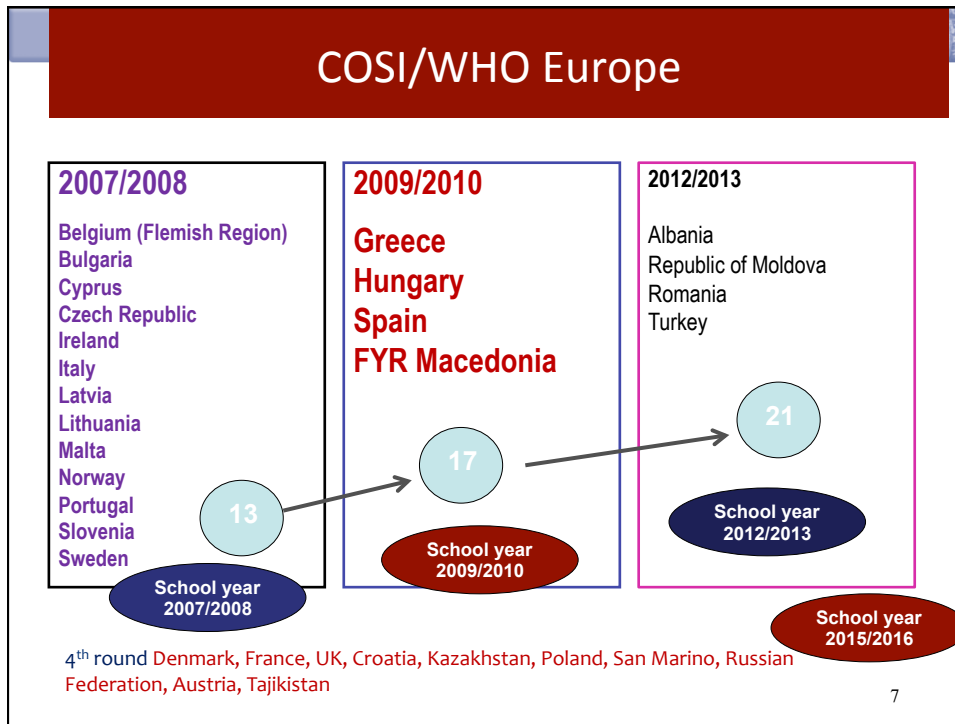 COSI/WHO Europe
2007/2008
Belgium (Flemish Region)
Bulgaria
Cyprus
Czech Republic
Ireland
Italy
Latvia
Lithuania
Malta
Norway
Portugal
Slovenia
Sweden
13
School year
2007/2008
2009/2010
Greece
Hungary
Spain
FYR Macedonia
17
School year
2009/2010
2012/2013
Albania
Republic of Moldova
Romania
Turkey
21
School year
2012/2013
School year
2015/2016
4th round Denmark, France, UK, Croatia, Kazakhstan, Poland, San Marino, Russian
Federation, Austria, Tajikistan
7